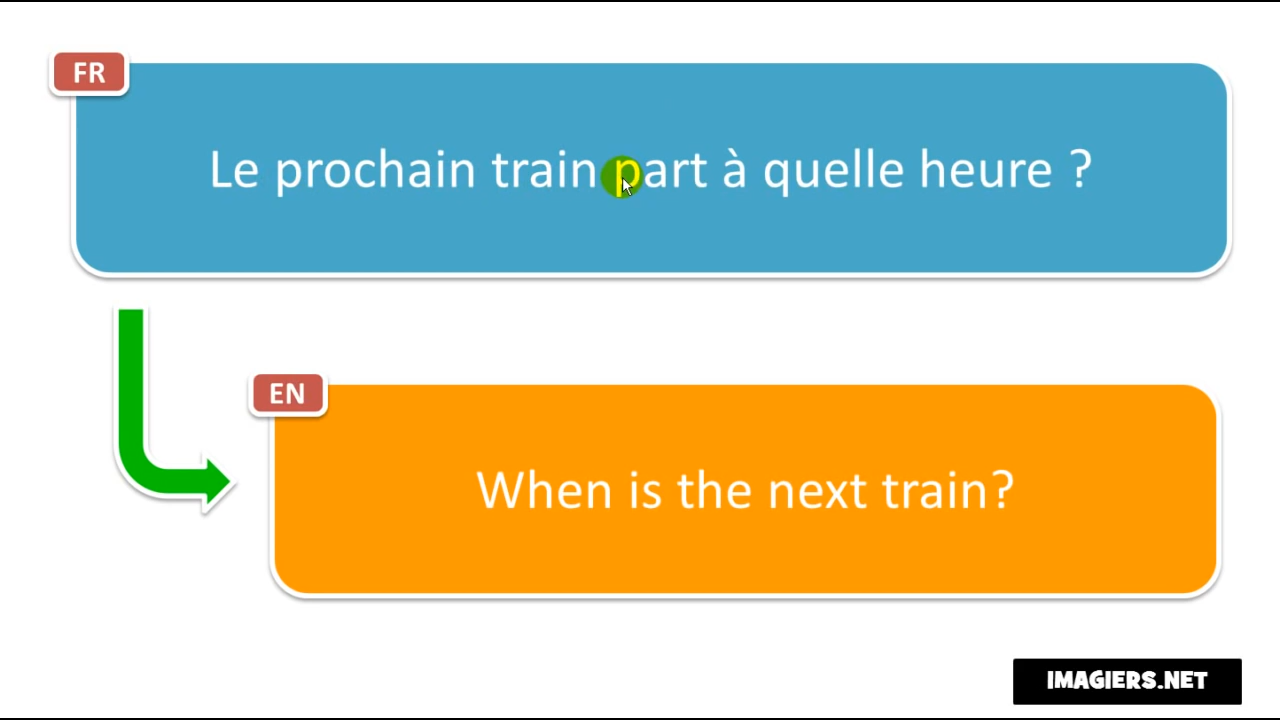 FR
Le prochain train part à quelle heure ?
EN
When is the next train?
IMAGIERS.NET